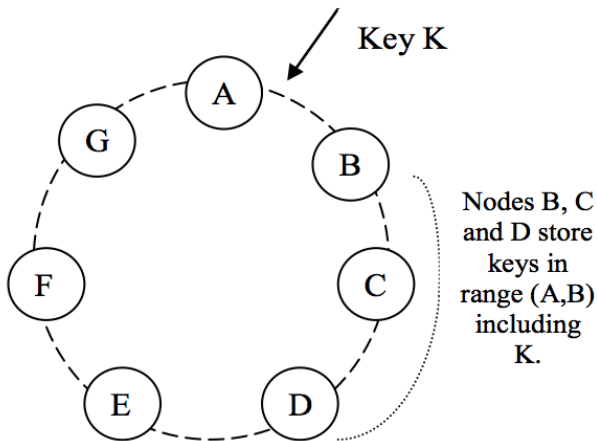 Key K
A
B
C
D
E
F
G
Nodes B, C
and D store
keys in
range (A,B)
including
K.